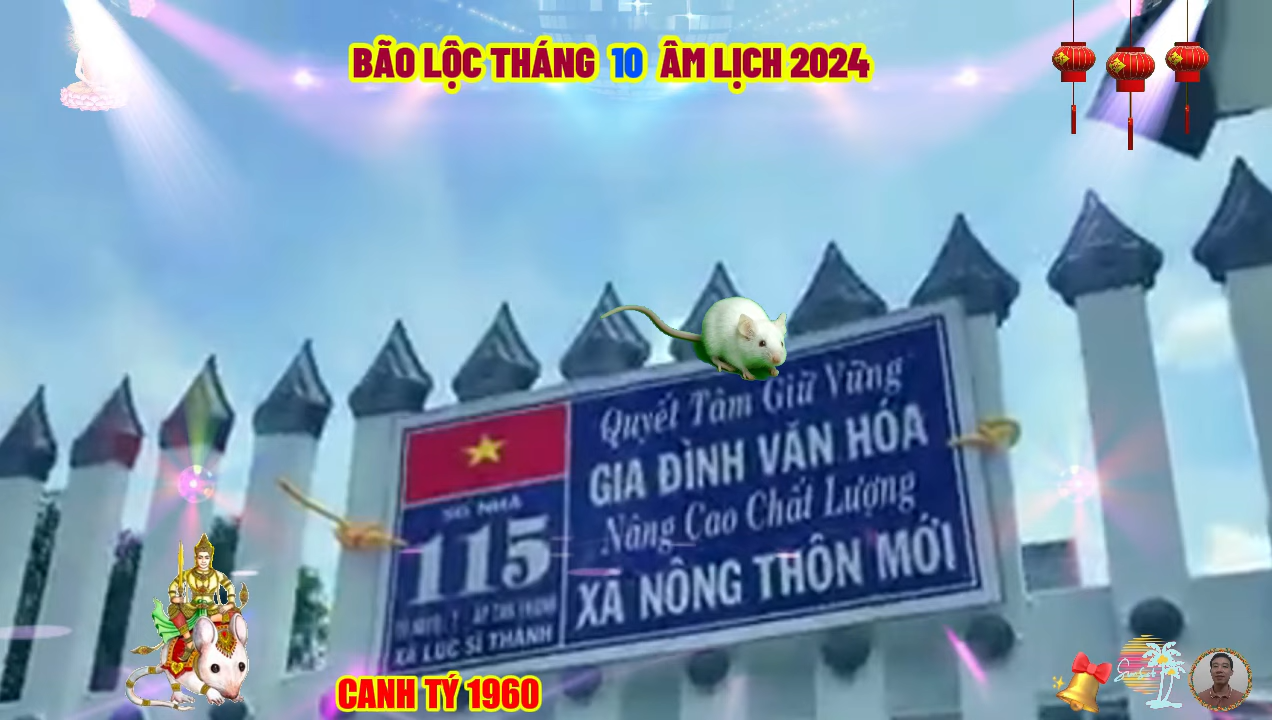 BÃO LỘC THÁNG 10 ÂM LỊCH 2024
Quyết Tâm Giữ Vững
GIA ĐÌNH VĂN HÓA
Nâng Cao Chất Lượng
XÃ NÔNG THÔN MỚI
SỐ NHÀ
115
XÃ LỤC SĨ THÀNH
CANH TÝ 1960